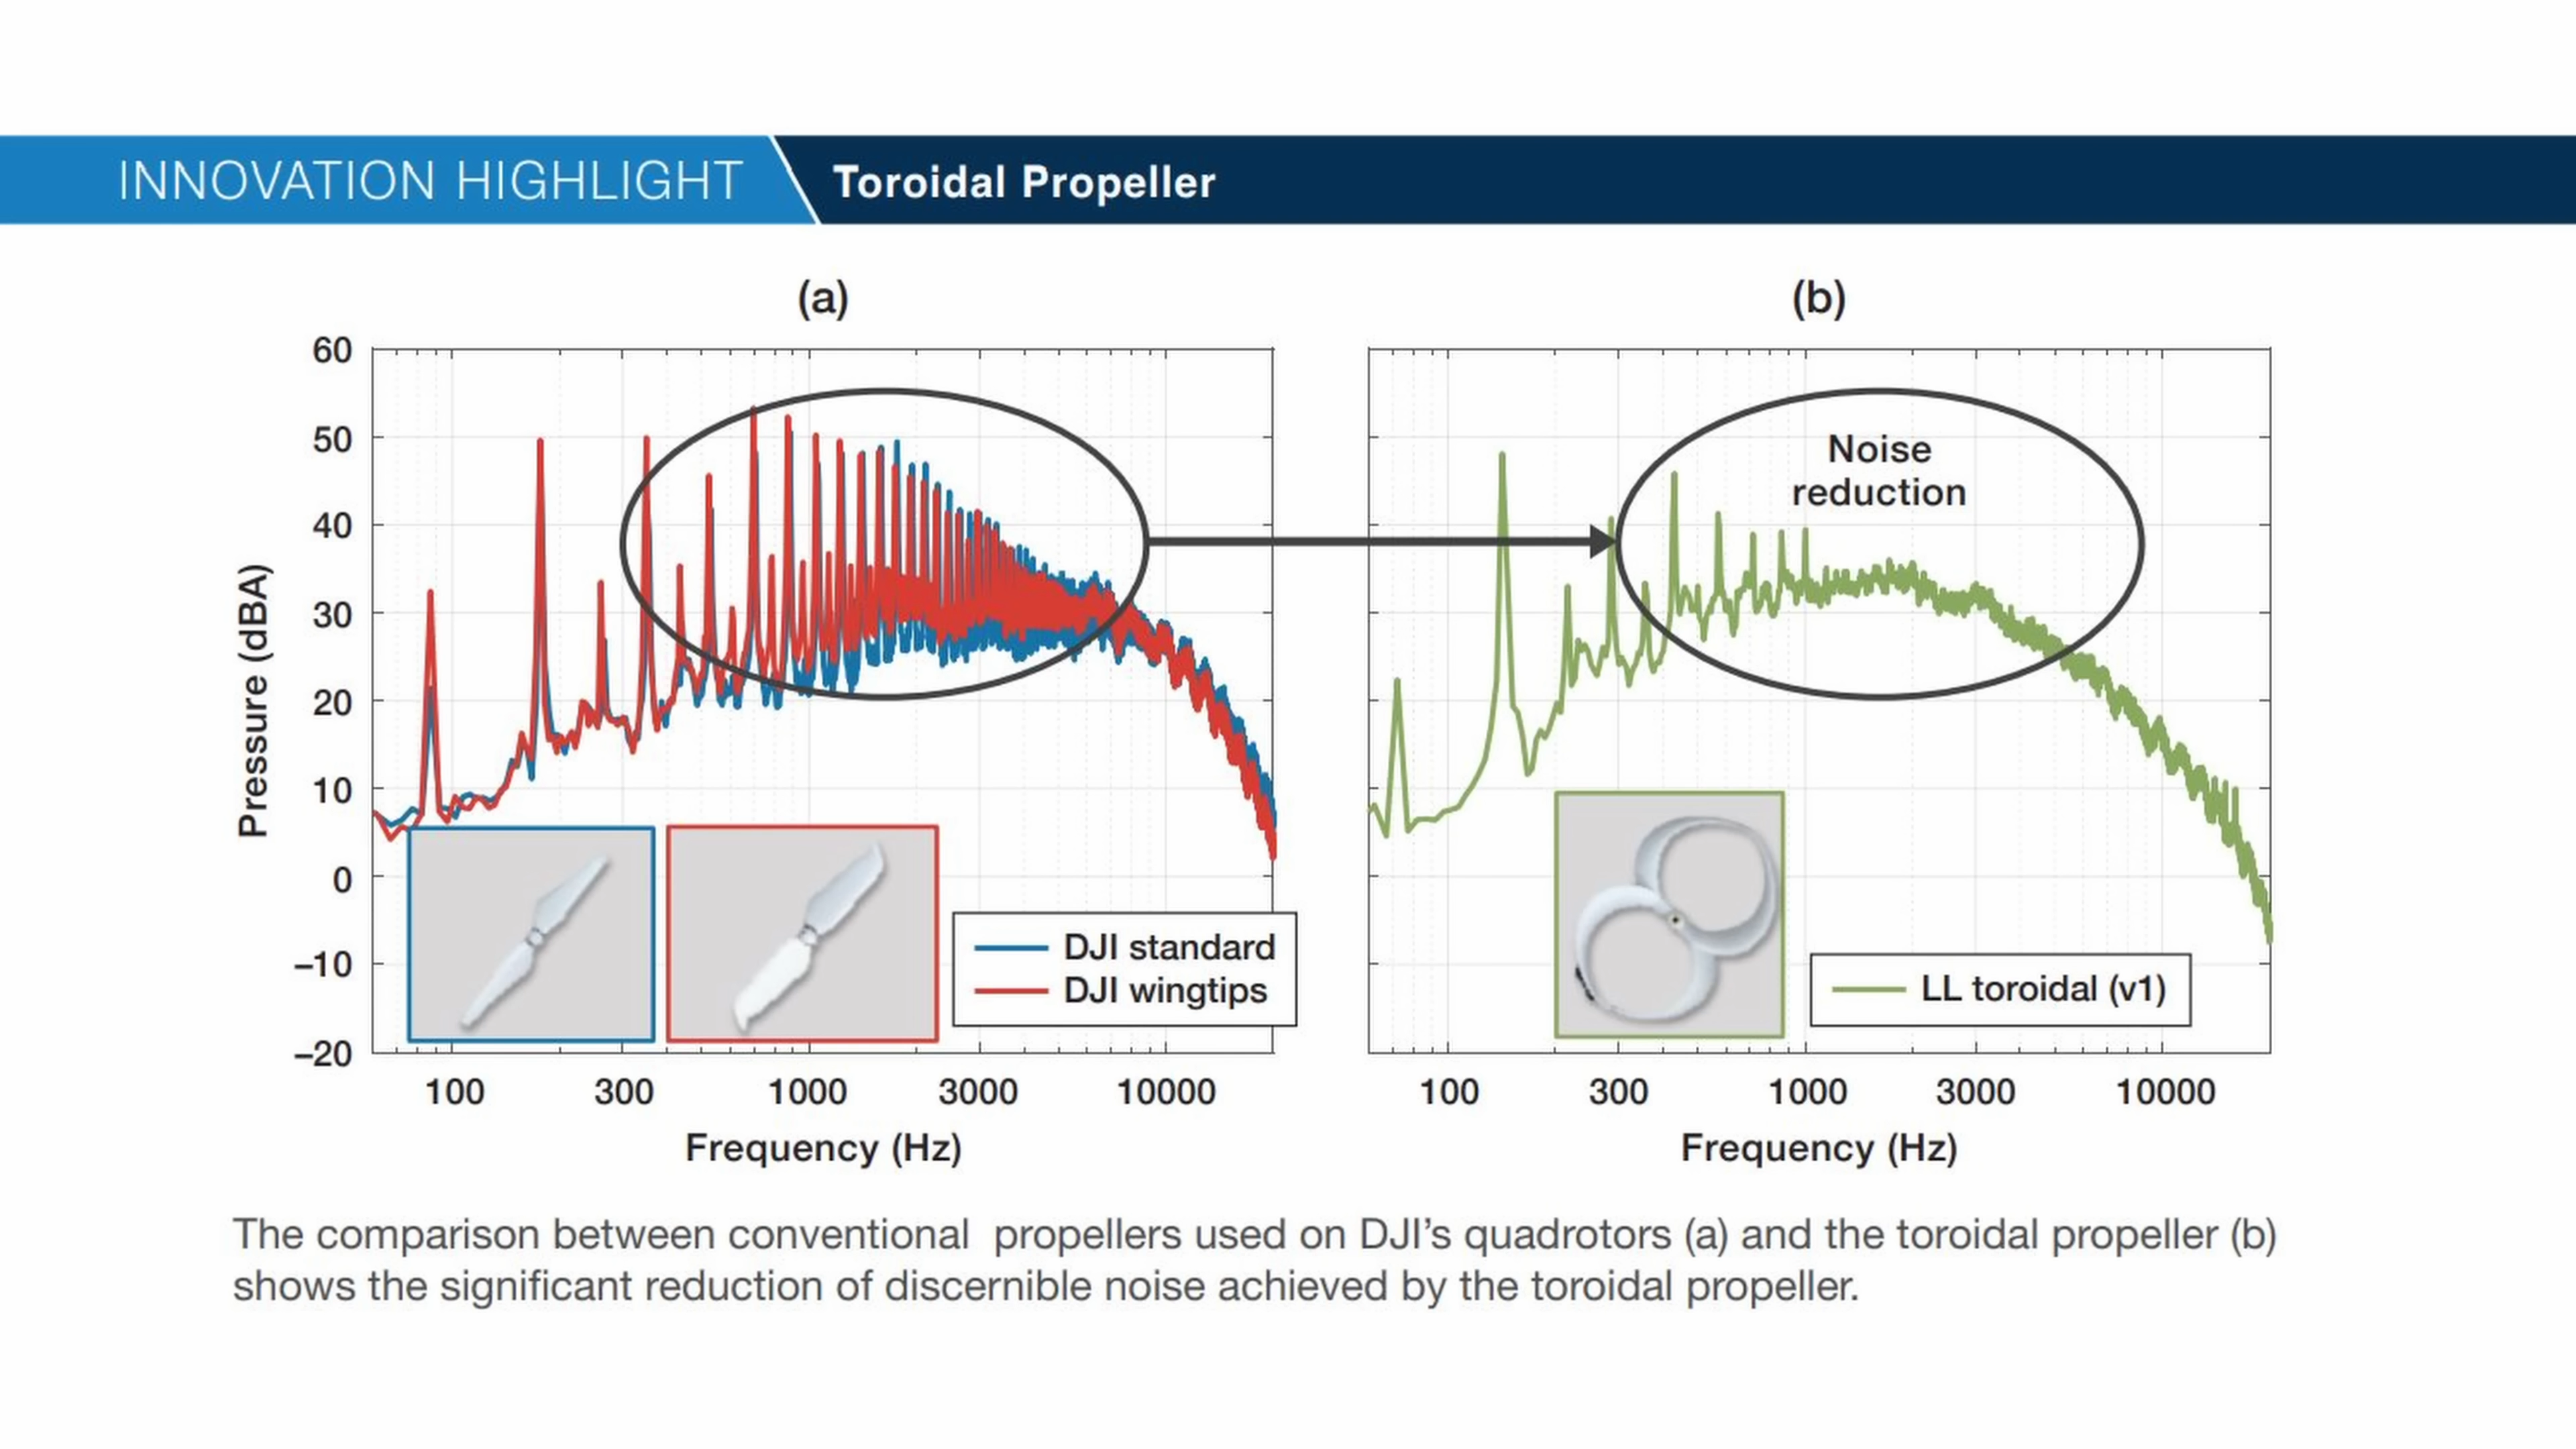 INNOVATION HIGHLIGHT
Toroidal Propeller
(a)
60
50
40
30
20
10
0
–10
–20
Pressure (dBA)
DJI standard
DJI wingtips
100 300 1000 3000 10000
Frequency (Hz)
(b)
Noise
reduction
LL toroidal (v1)
100 300 1000 3000 10000
Frequency (Hz)
The comparison between conventional  propellers used on DJI’s quadrotors (a) and the toroidal propeller (b)
shows the significant reduction of discernible noise achieved by the toroidal propeller.